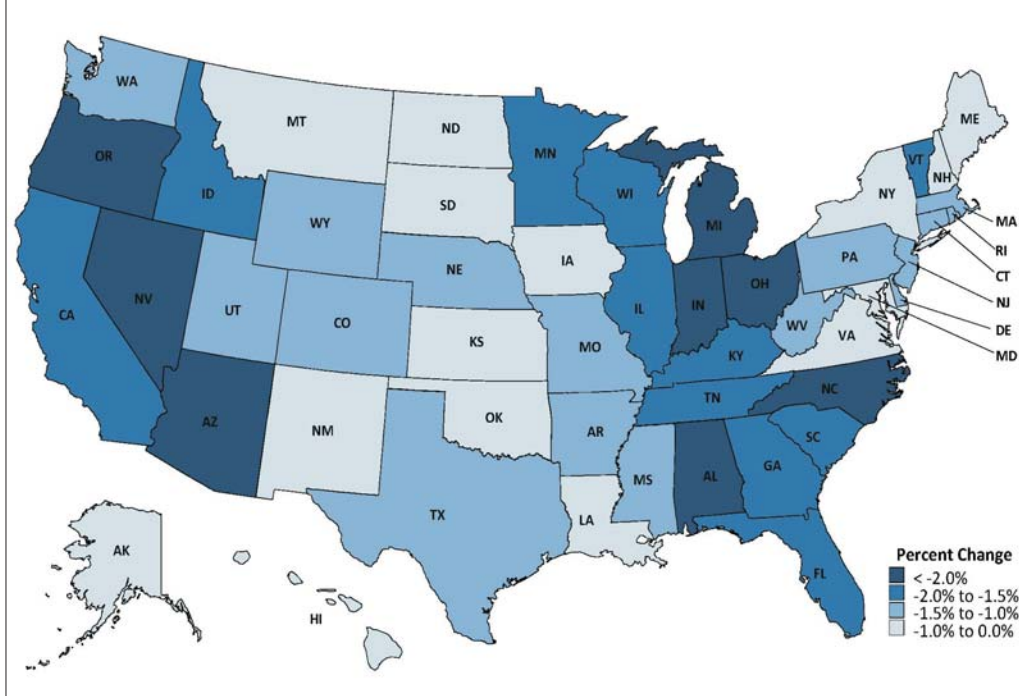 WA
MT
ND
MN
ME
OR
ID
WY
SD
WI
MI
NY
VT
NH
MA
RI
CT
NJ
DE
MD
NV
UT
CO
NE
IA
IL
IN
OH
PA
WV
VA
CA
KS
MO
KY
AZ
NM
OK
AR
TN
NC
SC
TX
LA
MS
AL
GA
FL
AK
HI
Percent Change
< -2.0%
-2.0% to -1.5%
-1.5% to -1.0%
-1.0% to 0.0%